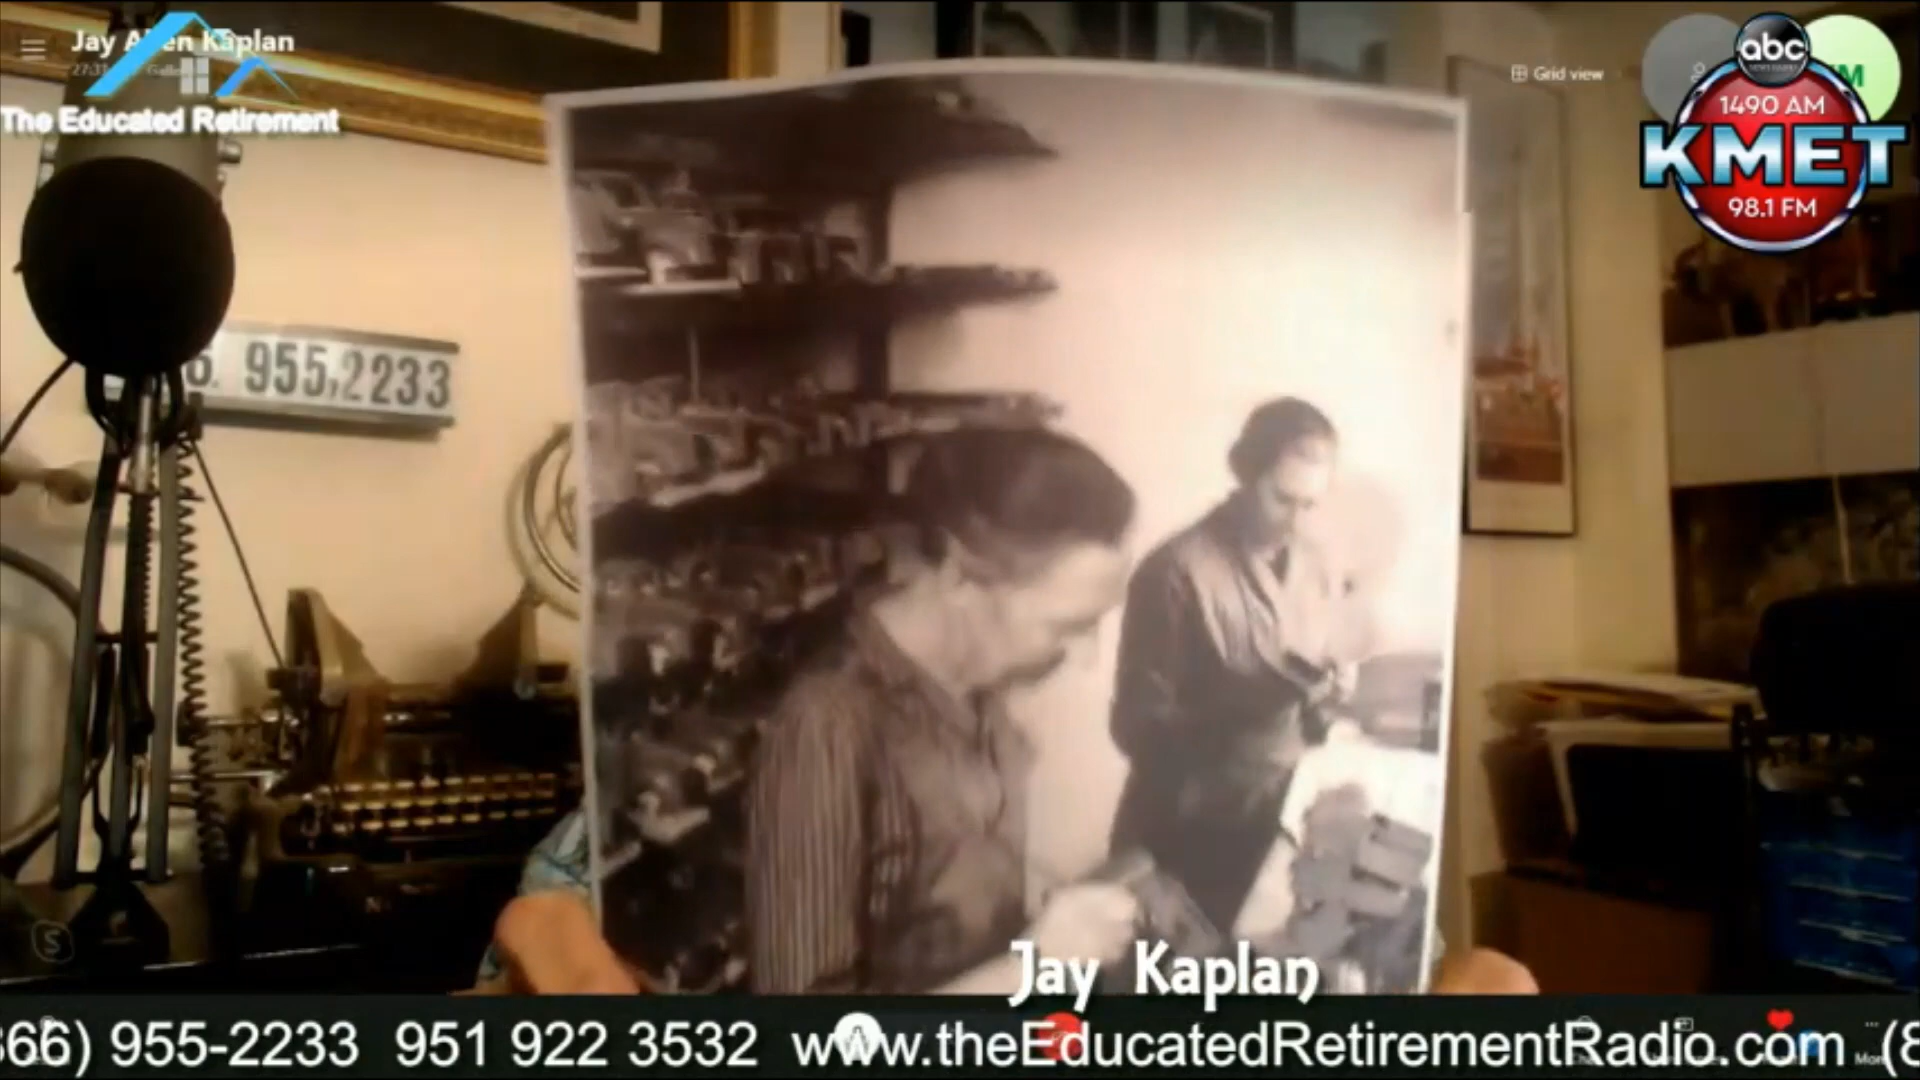 Jay Allen Kaplan
The Educated Retirement
Grid view
abc
1490 AM
KMET
98.1 FM
955,2233
Jay Kaplan
366) 955-2233 951 922 3532 www.theEducatedRetirementRadio.com (8